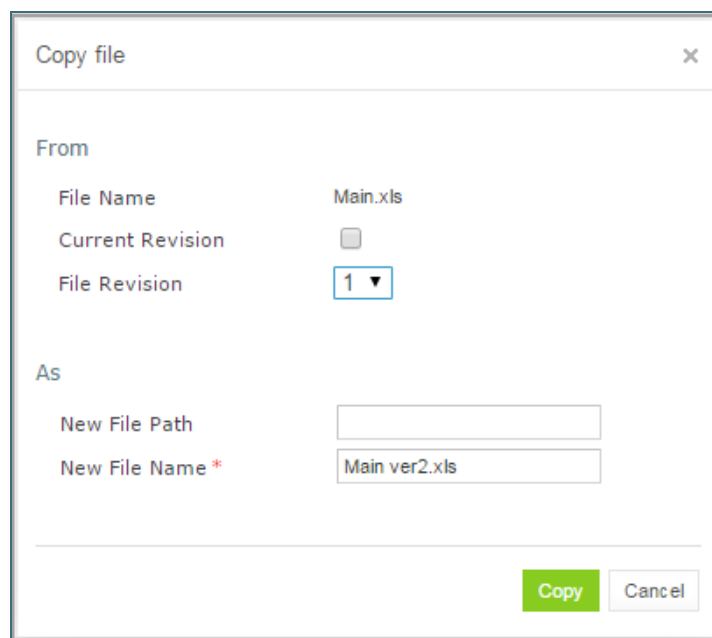 Copy file ×
From
File Name Main.xls
Current Revision
File Revision 1 ▼
As
New File Path
New File Name * Main ver2.xls
Copy Cancel